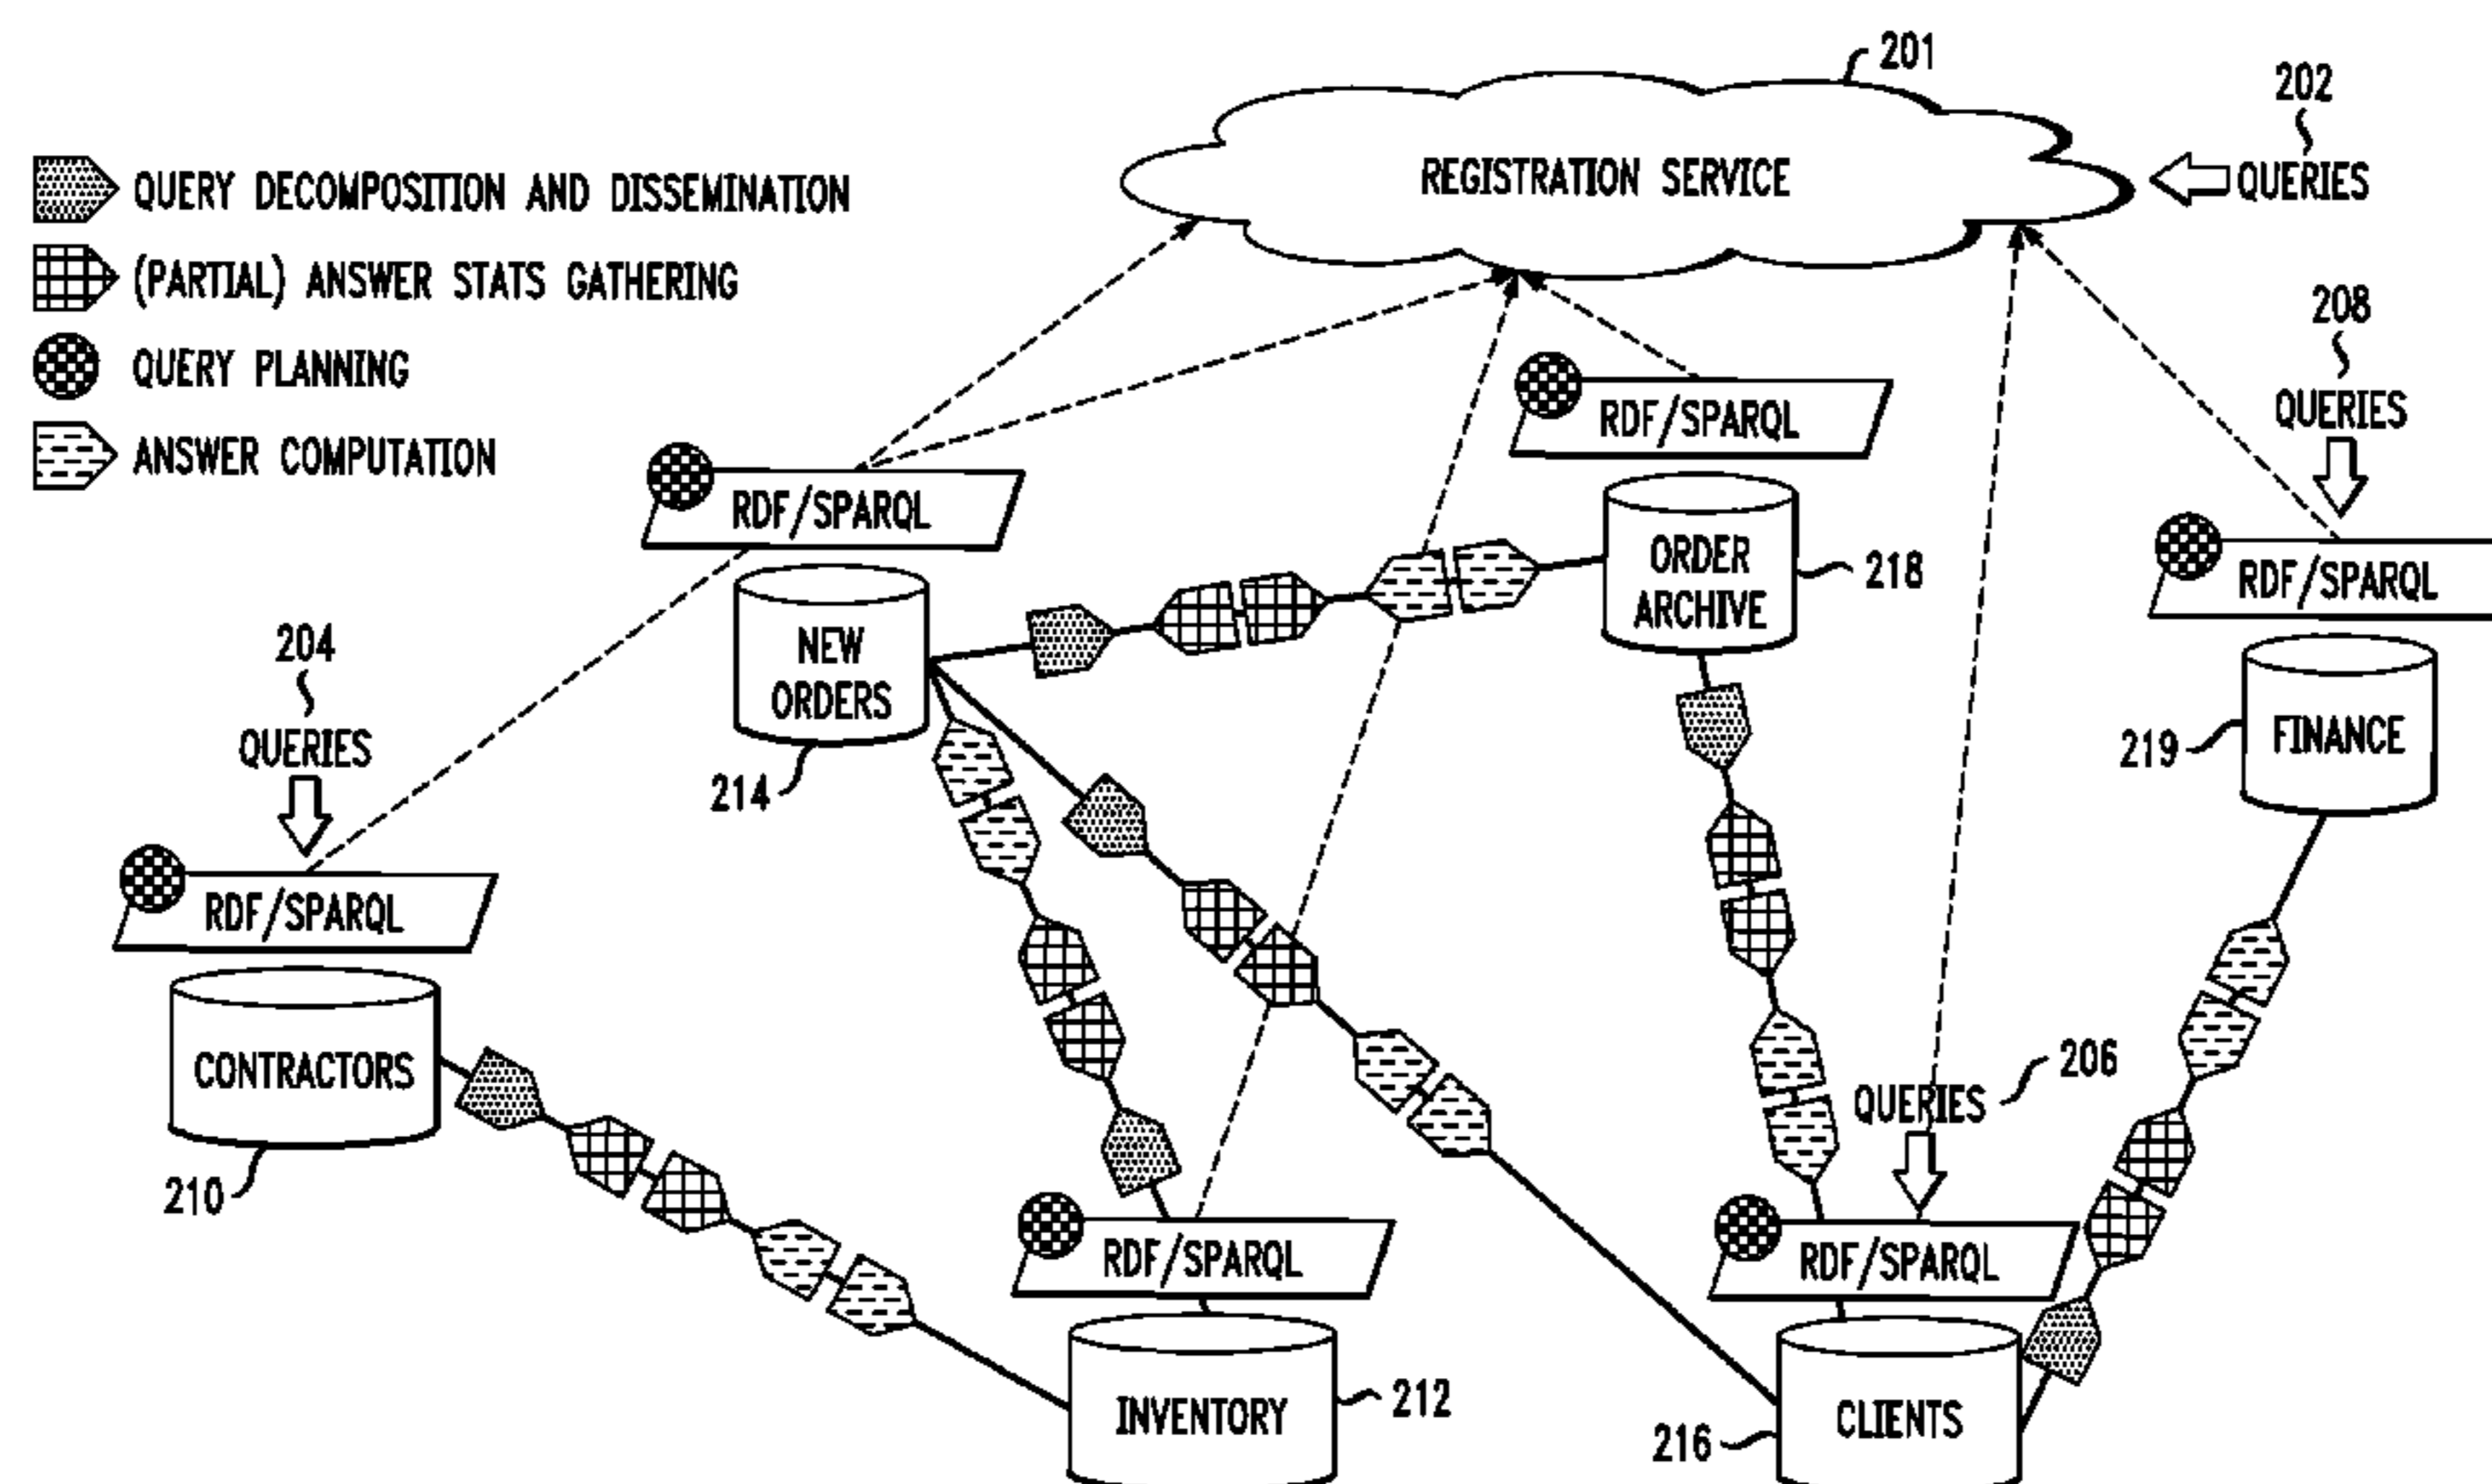 201
202
QUERIES
REGISTRATION SERVICE
QUERY DECOMPOSITION AND DISSEMINATION
(PARTIAL) ANSWER STATS GATHERING
QUERY PLANNING
ANSWER COMPUTATION
208
QUERIES
RDF/SPARQL
RDF/SPARQL
RDF/SPARQL
ORDER
ARCHIVE
218
NEW
ORDERS
214
204
QUERIES
219
FINANCE
RDF/SPARQL
CONTRACTORS
210
206
QUERIES
RDF/SPARQL
RDF/SPARQL
INVENTORY
212
216
CLIENTS